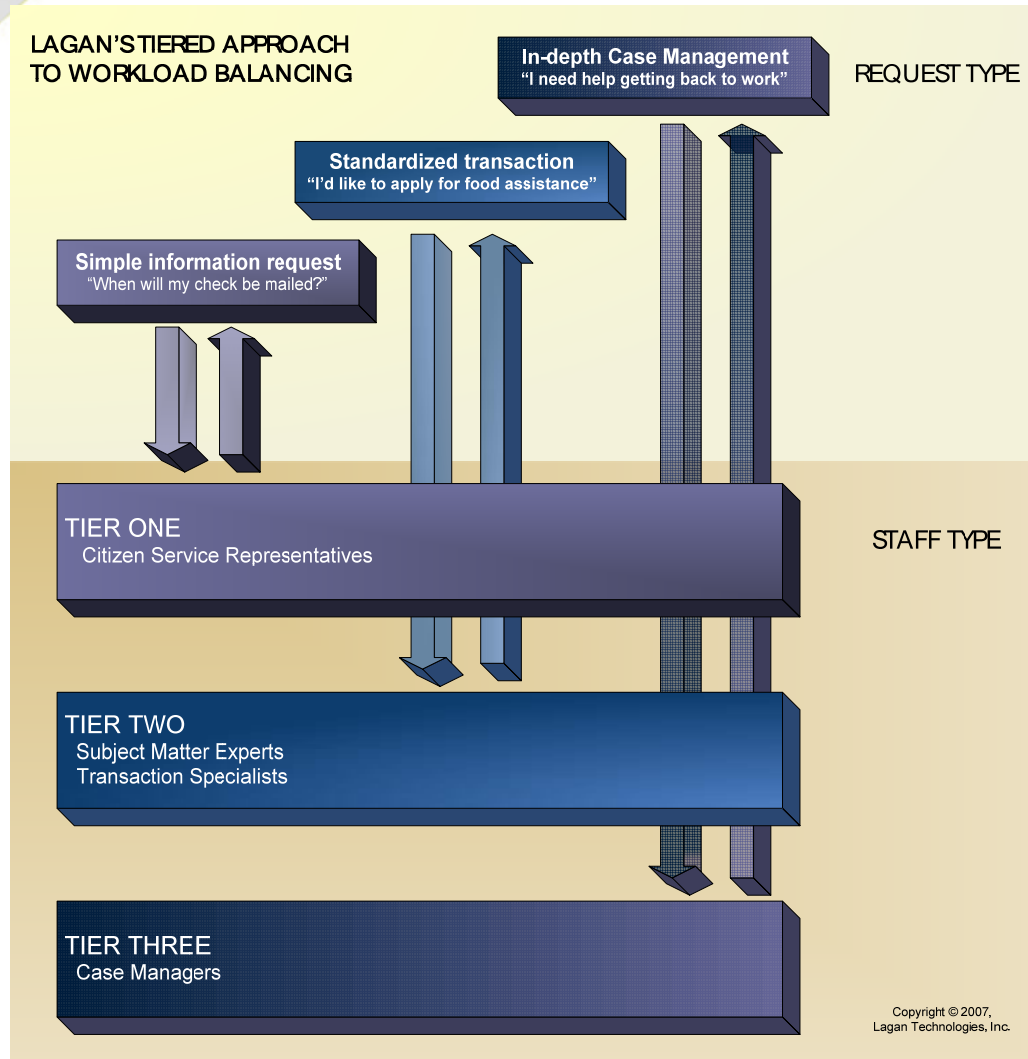 LAGAN'S TIERED APPROACH
TO WORKLOAD BALANCING
In-depth Case Management
“I need help getting back to work”
REQUEST TYPE
Standardized transaction
“I’d like to apply for food assistance”
Simple information request
“When will my check be mailed?”
TIER ONE
Citizen Service Representatives
STAFF TYPE
TIER TWO
Subject Matter Experts
Transaction Specialists
TIER THREE
Case Managers
Copyright © 2007,
Lagan Technologies, Inc.